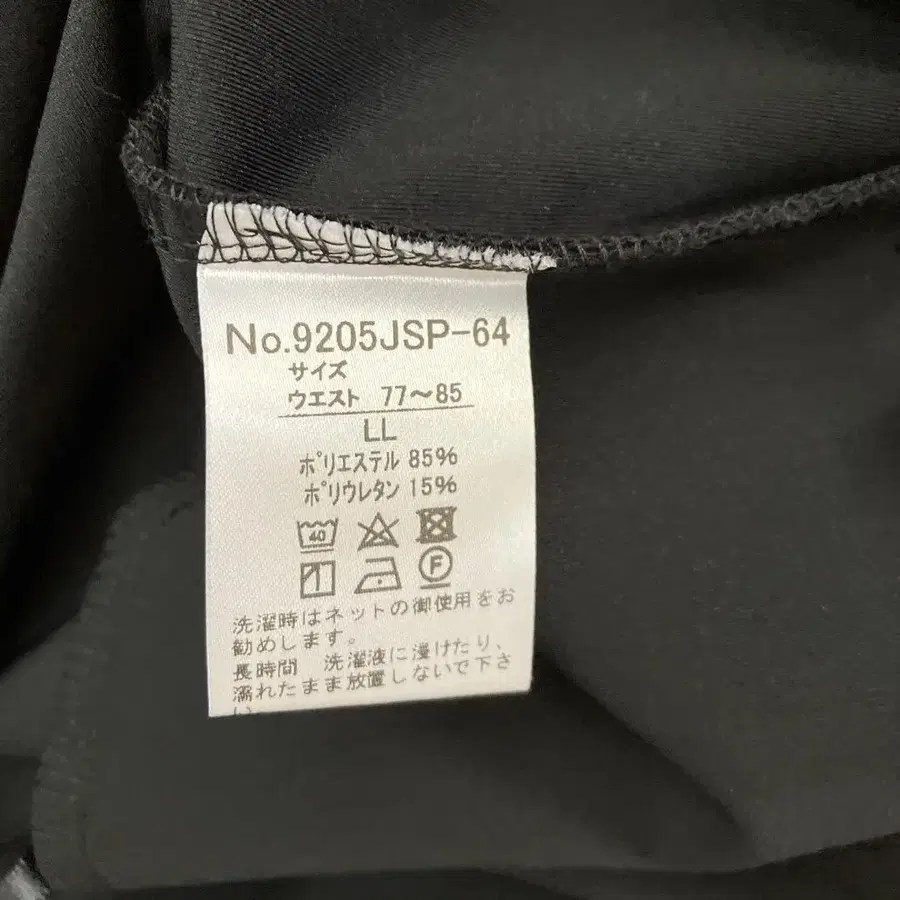 No.9205JSP-64
サイズ
ウエスト 77～85
LL
ポリエステル 85%
ポリウレタン 15%
40
F
洗濯時はネットの御使用をお
勧めします。
長時間 洗濯液に浸けたり、
濡れたまま放置しないで下さ
い。